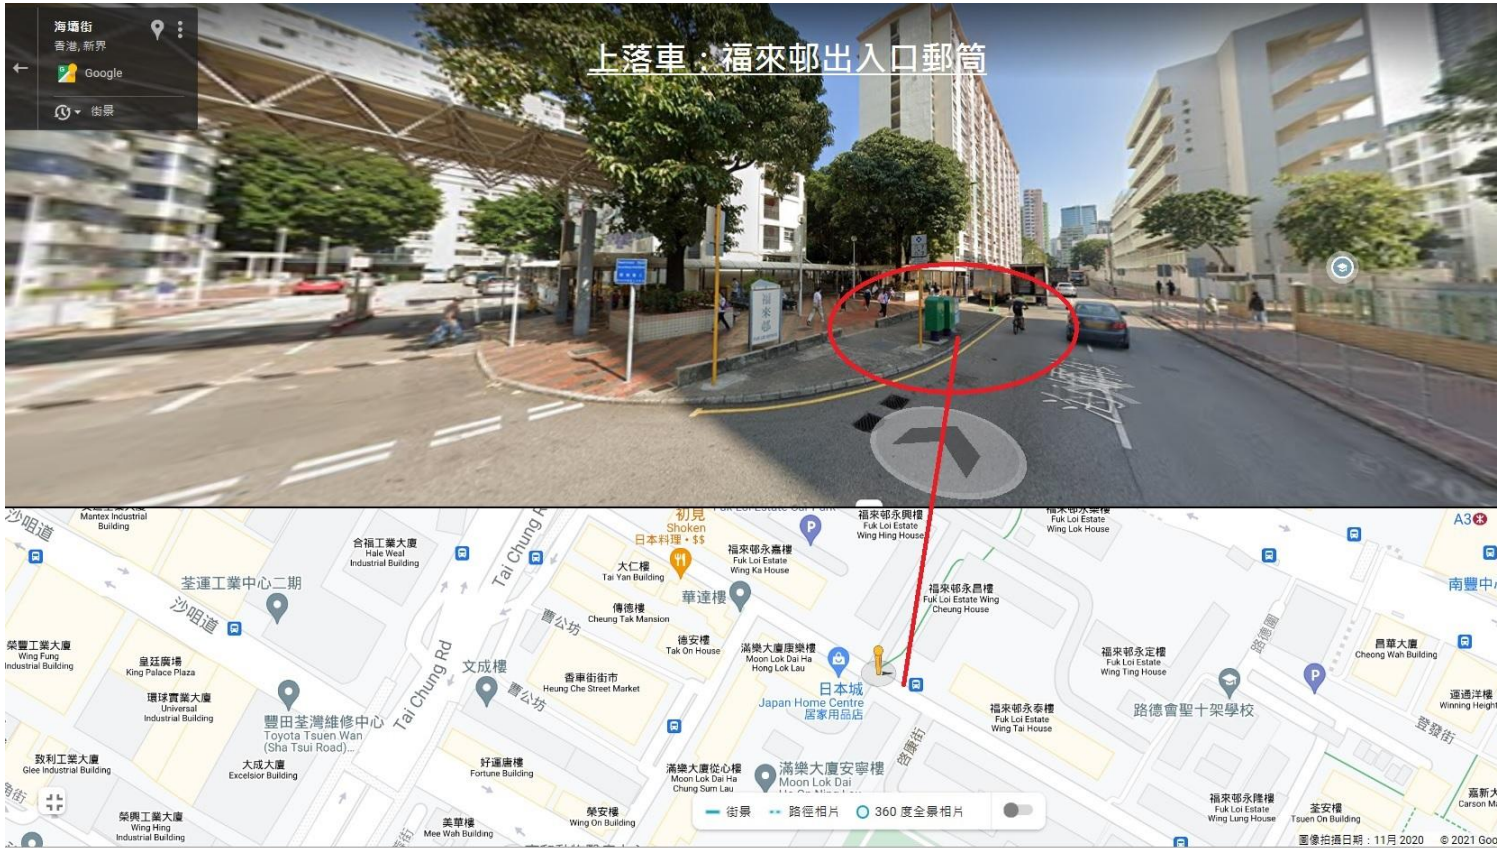 海壩街
香港, 新界
Google
街景
上落車：福來邨出入口郵筒
福來邨
沙咀道
Mantex Industrial
Building
合福工業大廈
Hale Weal
Industrial Building
Tai Chung R
初見
Shoken
日本料理・$$
福來邨永興樓
Fuk Loi Estate
Wing Hing House
Fuk Loi Estate
Wing Lok House
A3
荃運工業中心二期
沙咀道
大仁樓
Tai Yan Building
福來邨永嘉樓
Fuk Loi Estate
Wing Ka House
華達樓
福來邨永昌樓
Fuk Loi Estate Wing
Cheung House
南豐中
曹公坊
傳德樓
Cheung Tak Mansion
榮豐工業大廈
Wing Fung
Industrial Building
皇廷廣場
King Palace Plaza
Tai Chung Rd
文成樓
德安樓
Tak On House
滿樂大廈康樂樓
Moon Lok Dai Ha
Hong Lok Lau
福來邨永定樓
Fuk Loi Estate
Wing Ting House
路德圍
昌華大廈
Cheong Wah Building
環球實業大廈
Universal
Industrial Building
豐田荃灣維修中心
Toyota Tsuen Wan
(Sha Tsui Road)...
曹公坊
香車街街市
Heung Che Street Market
日本城
Japan Home Centre
居家用品店
福來邨永泰樓
Fuk Loi Estate
Wing Tai House
路德會聖十架學校
運通洋樓
Winning Height
登發街
致利工業大廈
Glee Industrial Building
大成大廈
Excelsior Building
好運唐樓
Fortune Building
滿樂大廈從心樓
Moon Lok Dai Ha
Chung Sum Lau
滿樂大廈安寧樓
Moon Lok Dai
啓康街
榮興工業大廈
Wing Hing
Industrial Building
美華樓
Mee Wah Building
榮安樓
Wing On Building
街景
路徑相片
360 度全景相片
福來邨永隆樓
Fuk Loi Estate
Wing Lung House
荃安樓
Tsuen On Building
嘉新大
Carson Ma
圖像拍攝日期：11月 2020
© 2021 Goo